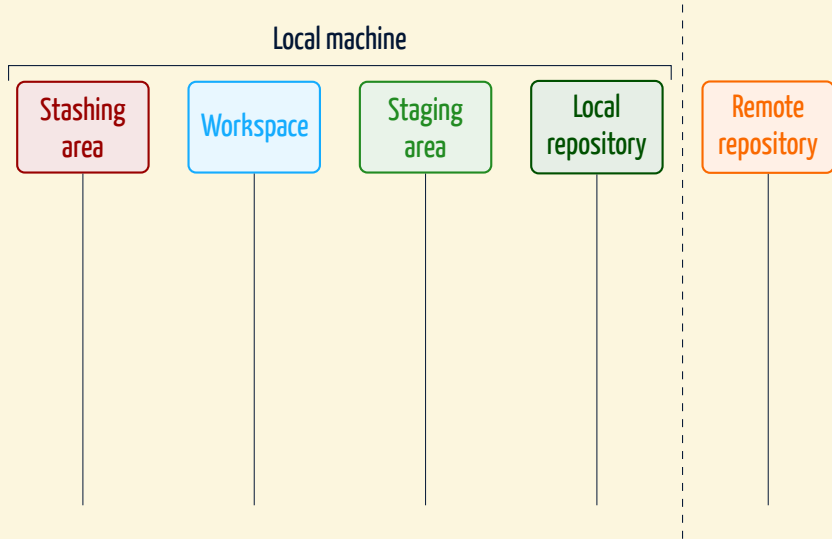 Local machine
Stashing
area
Workspace
Staging
area
Local
repository
Remote
repository